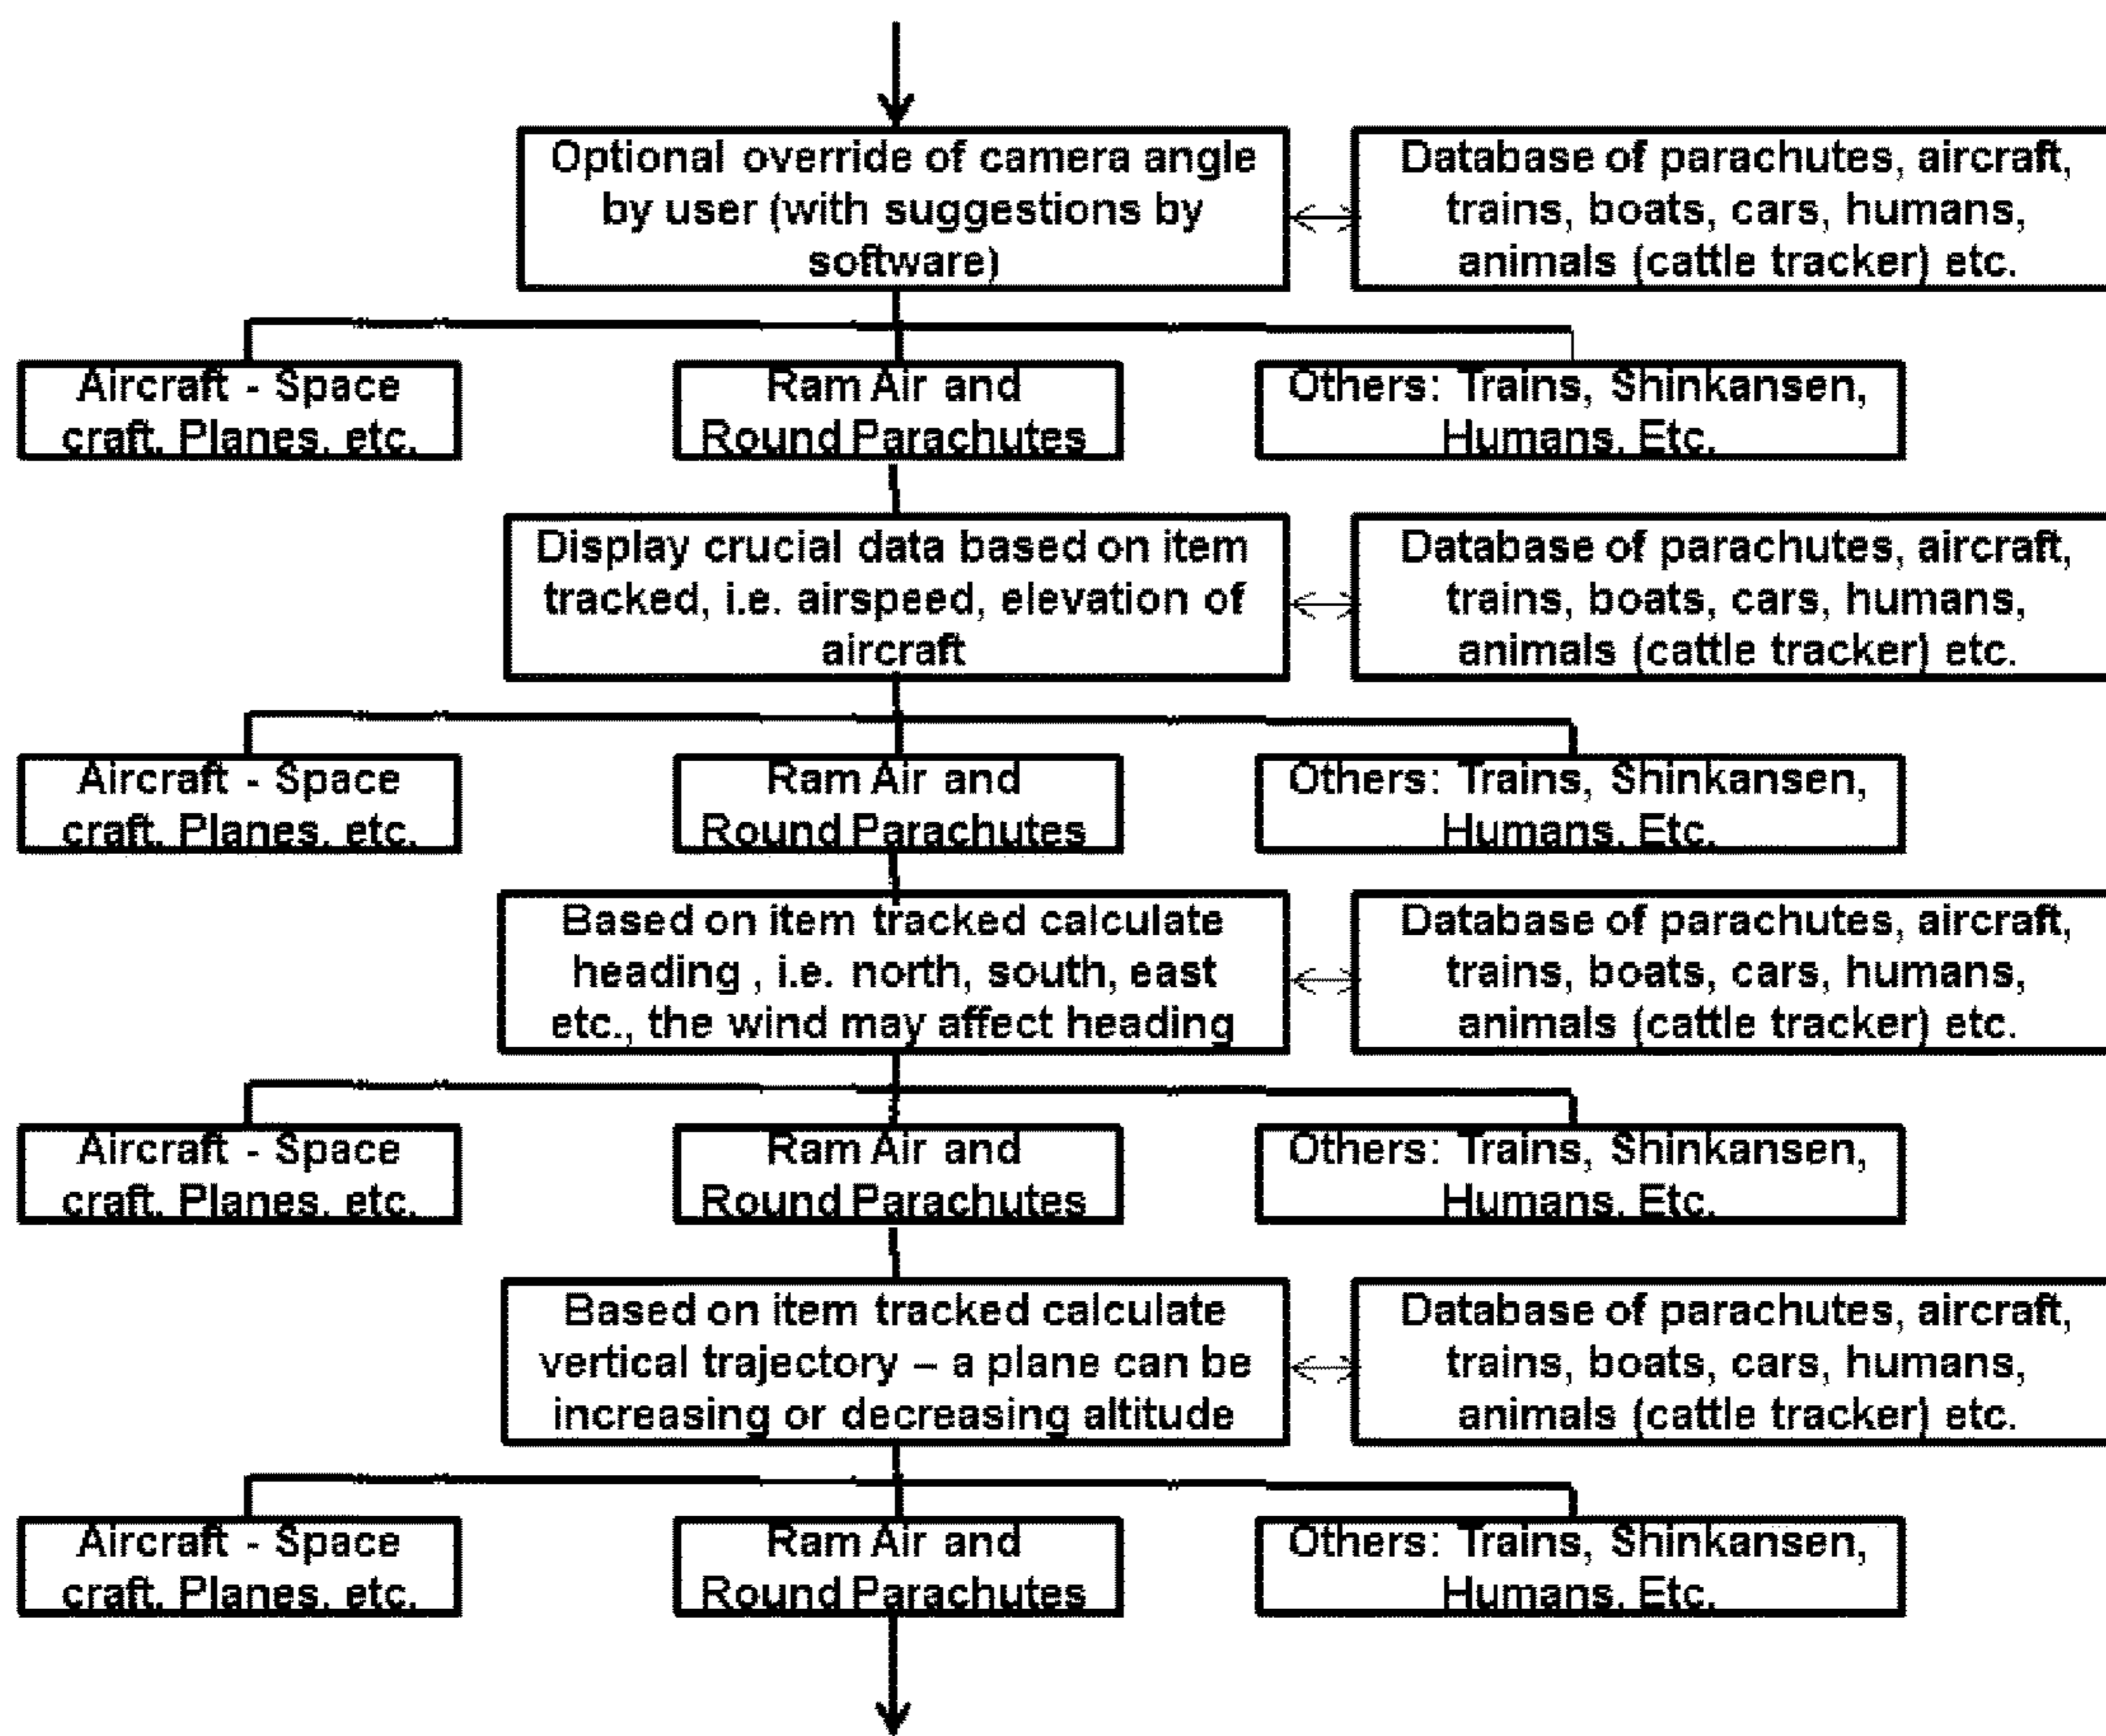 Optional override of camera angle
by user (with suggestions by
software)
Database of parachutes, aircraft,
trains, boats, cars, humans,
animals (cattle tracker) etc.
Aircraft - Space
craft, Planes, etc.
Ram Air and
Round Parachutes
Others: Trains, Shinkansen,
Humans, Etc.
Display crucial data based on item
tracked, i.e. airspeed, elevation of
aircraft
Database of parachutes, aircraft,
trains, boats, cars, humans,
animals (cattle tracker) etc.
Aircraft - Space
craft, Planes, etc.
Ram Air and
Round Parachutes
Others: Trains, Shinkansen,
Humans, Etc.
Based on item tracked calculate
heading , i.e. north, south, east
etc., the wind may affect heading
Database of parachutes, aircraft,
trains, boats, cars, humans,
animals (cattle tracker) etc.
Aircraft - Space
craft, Planes, etc.
Ram Air and
Round Parachutes
Others: Trains, Shinkansen,
Humans, Etc.
Based on item tracked calculate
vertical trajectory – a plane can be
increasing or decreasing altitude
Database of parachutes, aircraft,
trains, boats, cars, humans,
animals (cattle tracker) etc.
Aircraft - Space
craft, Planes, etc.
Ram Air and
Round Parachutes
Others: Trains, Shinkansen,
Humans, Etc.